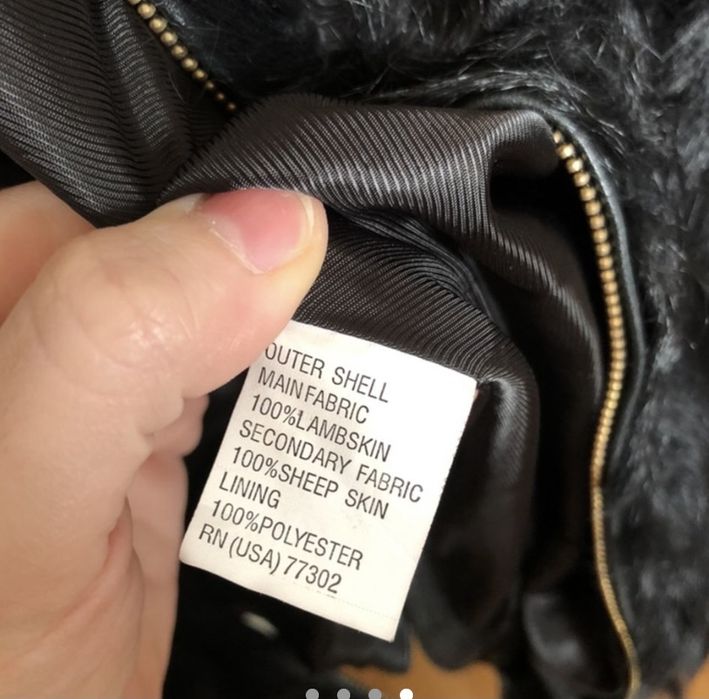 OUTER SHELL
MAIN FABRIC
100%LAMBSKIN
SECONDARY FABRIC
100%SHEEP SKIN
LINING
100%POLYESTER
RN (USA) 77302